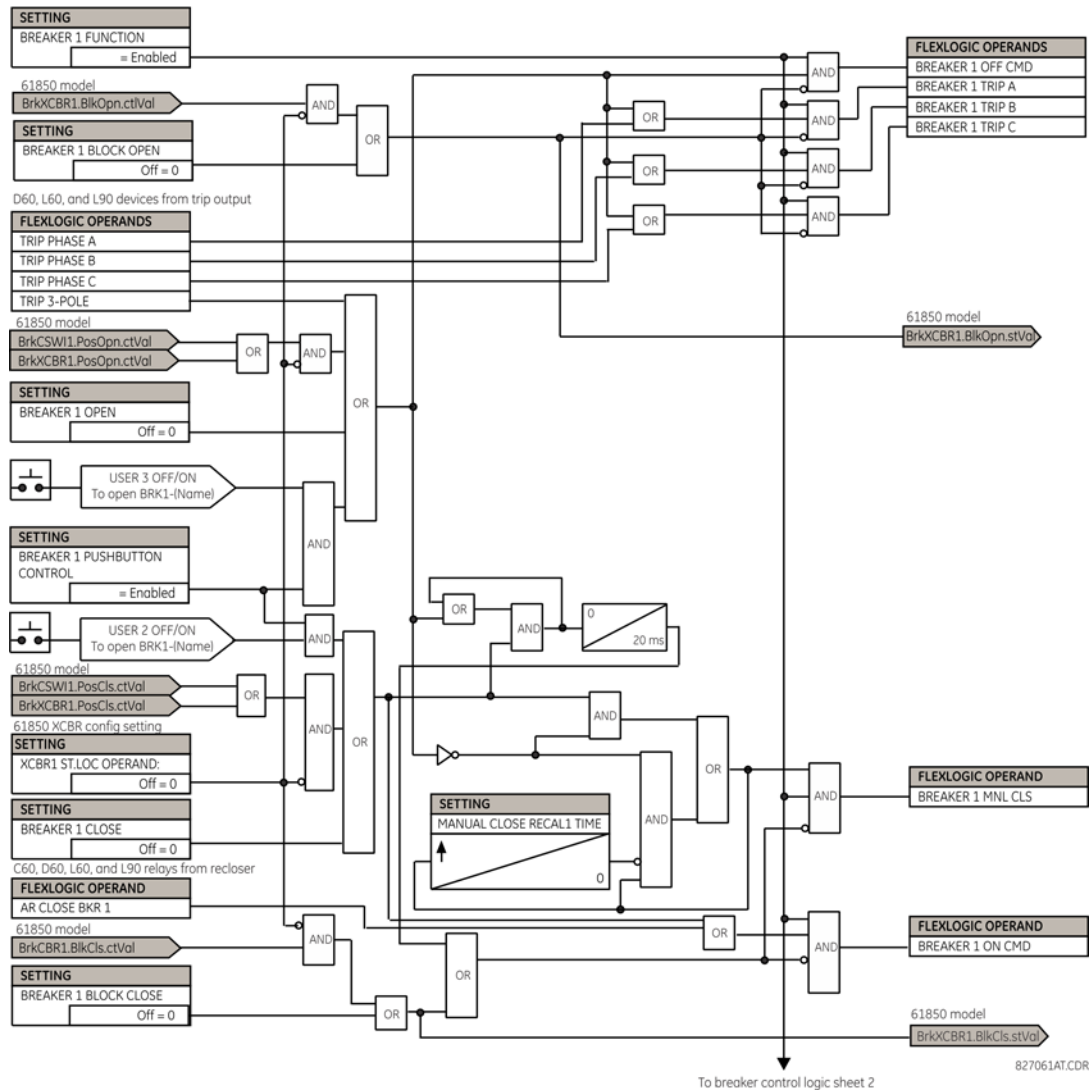 SETTING
BREAKER 1 FUNCTION
= Enabled
61850 model
BrkXCBR1.BlkOpn.ctlVal
SETTING
BREAKER 1 BLOCK OPEN
Off = 0
D60, L60, and L90 devices from trip output
FLEXLOGIC OPERANDS
TRIP PHASE A
TRIP PHASE B
TRIP PHASE C
TRIP 3-POLE
61850 model
BrkCSWI1.PosOpn.ctVal
BrkXCBR1.PosOpn.ctVal
SETTING
BREAKER 1 OPEN
Off = 0
USER 3 OFF/ON
To open BRK1-(Name)
SETTING
BREAKER 1 PUSHBUTTON
CONTROL
= Enabled
USER 2 OFF/ON
To open BRK1-(Name)
61850 model
BrkCSWI1.PosCls.ctVal
BrkXCBR1.PosCls.ctVal
61850 XCBR config setting
SETTING
XCBR1 ST.LOC OPERAND:
Off = 0
SETTING
BREAKER 1 CLOSE
Off = 0
C60, D60, L60, and L90 relays from recloser
FLEXLOGIC OPERAND
AR CLOSE BKR 1
61850 model
BrkCBR1.BlkCls.ctVal
SETTING
BREAKER 1 BLOCK CLOSE
Off = 0
AND
OR
OR
AND
OR
AND
AND
OR
AND
OR
AND
OR
OR
AND
0
20 ms
AND
OR
AND
SETTING
MANUAL CLOSE RECAL1 TIME
0
OR
OR
OR
OR
OR
AND
AND
AND
AND
AND
AND
FLEXLOGIC OPERANDS
BREAKER 1 OFF CMD
BREAKER 1 TRIP A
BREAKER 1 TRIP B
BREAKER 1 TRIP C
61850 model
BrkXCBR1.BlkOpn.stVal
FLEXLOGIC OPERAND
BREAKER 1 MNL CLS
FLEXLOGIC OPERAND
BREAKER 1 ON CMD
61850 model
BrkXCBR1.BlkCls.stVal
827061AT.CDR
To breaker control logic sheet 2